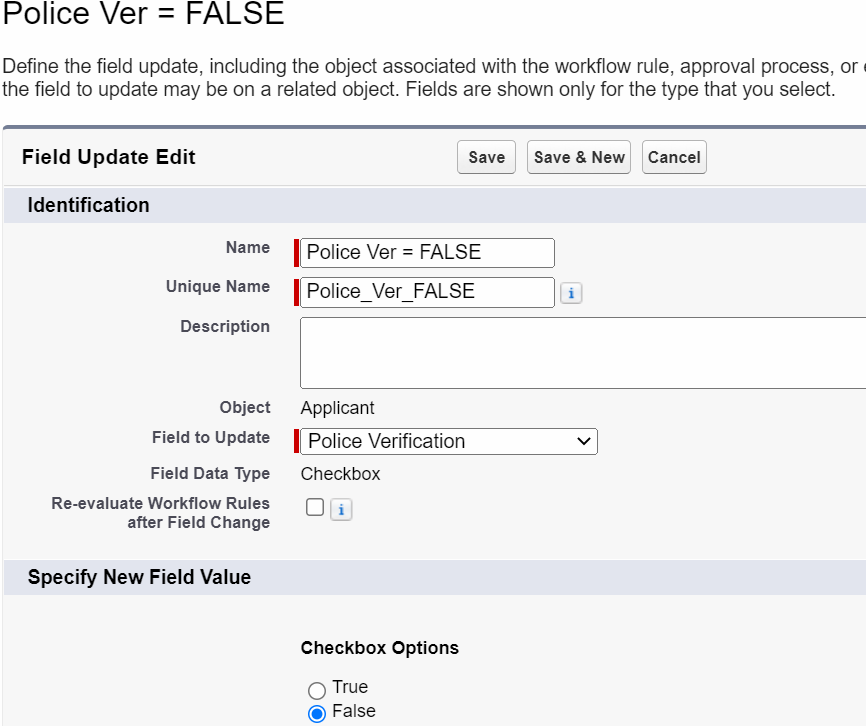 Police Ver = FALSE
Define the field update, including the object associated with the workflow rule, approval process, or
the field to update may be on a related object. Fields are shown only for the type that you select.
Field Update Edit
Save
Save & New
Cancel
Identification
Name
Police Ver = FALSE
Unique Name
Police_Ver_FALSE
i
Description
Object
Applicant
Field to Update
Police Verification
Field Data Type
Checkbox
Re-evaluate Workflow Rules
after Field Change
i
Specify New Field Value
Checkbox Options
True
False